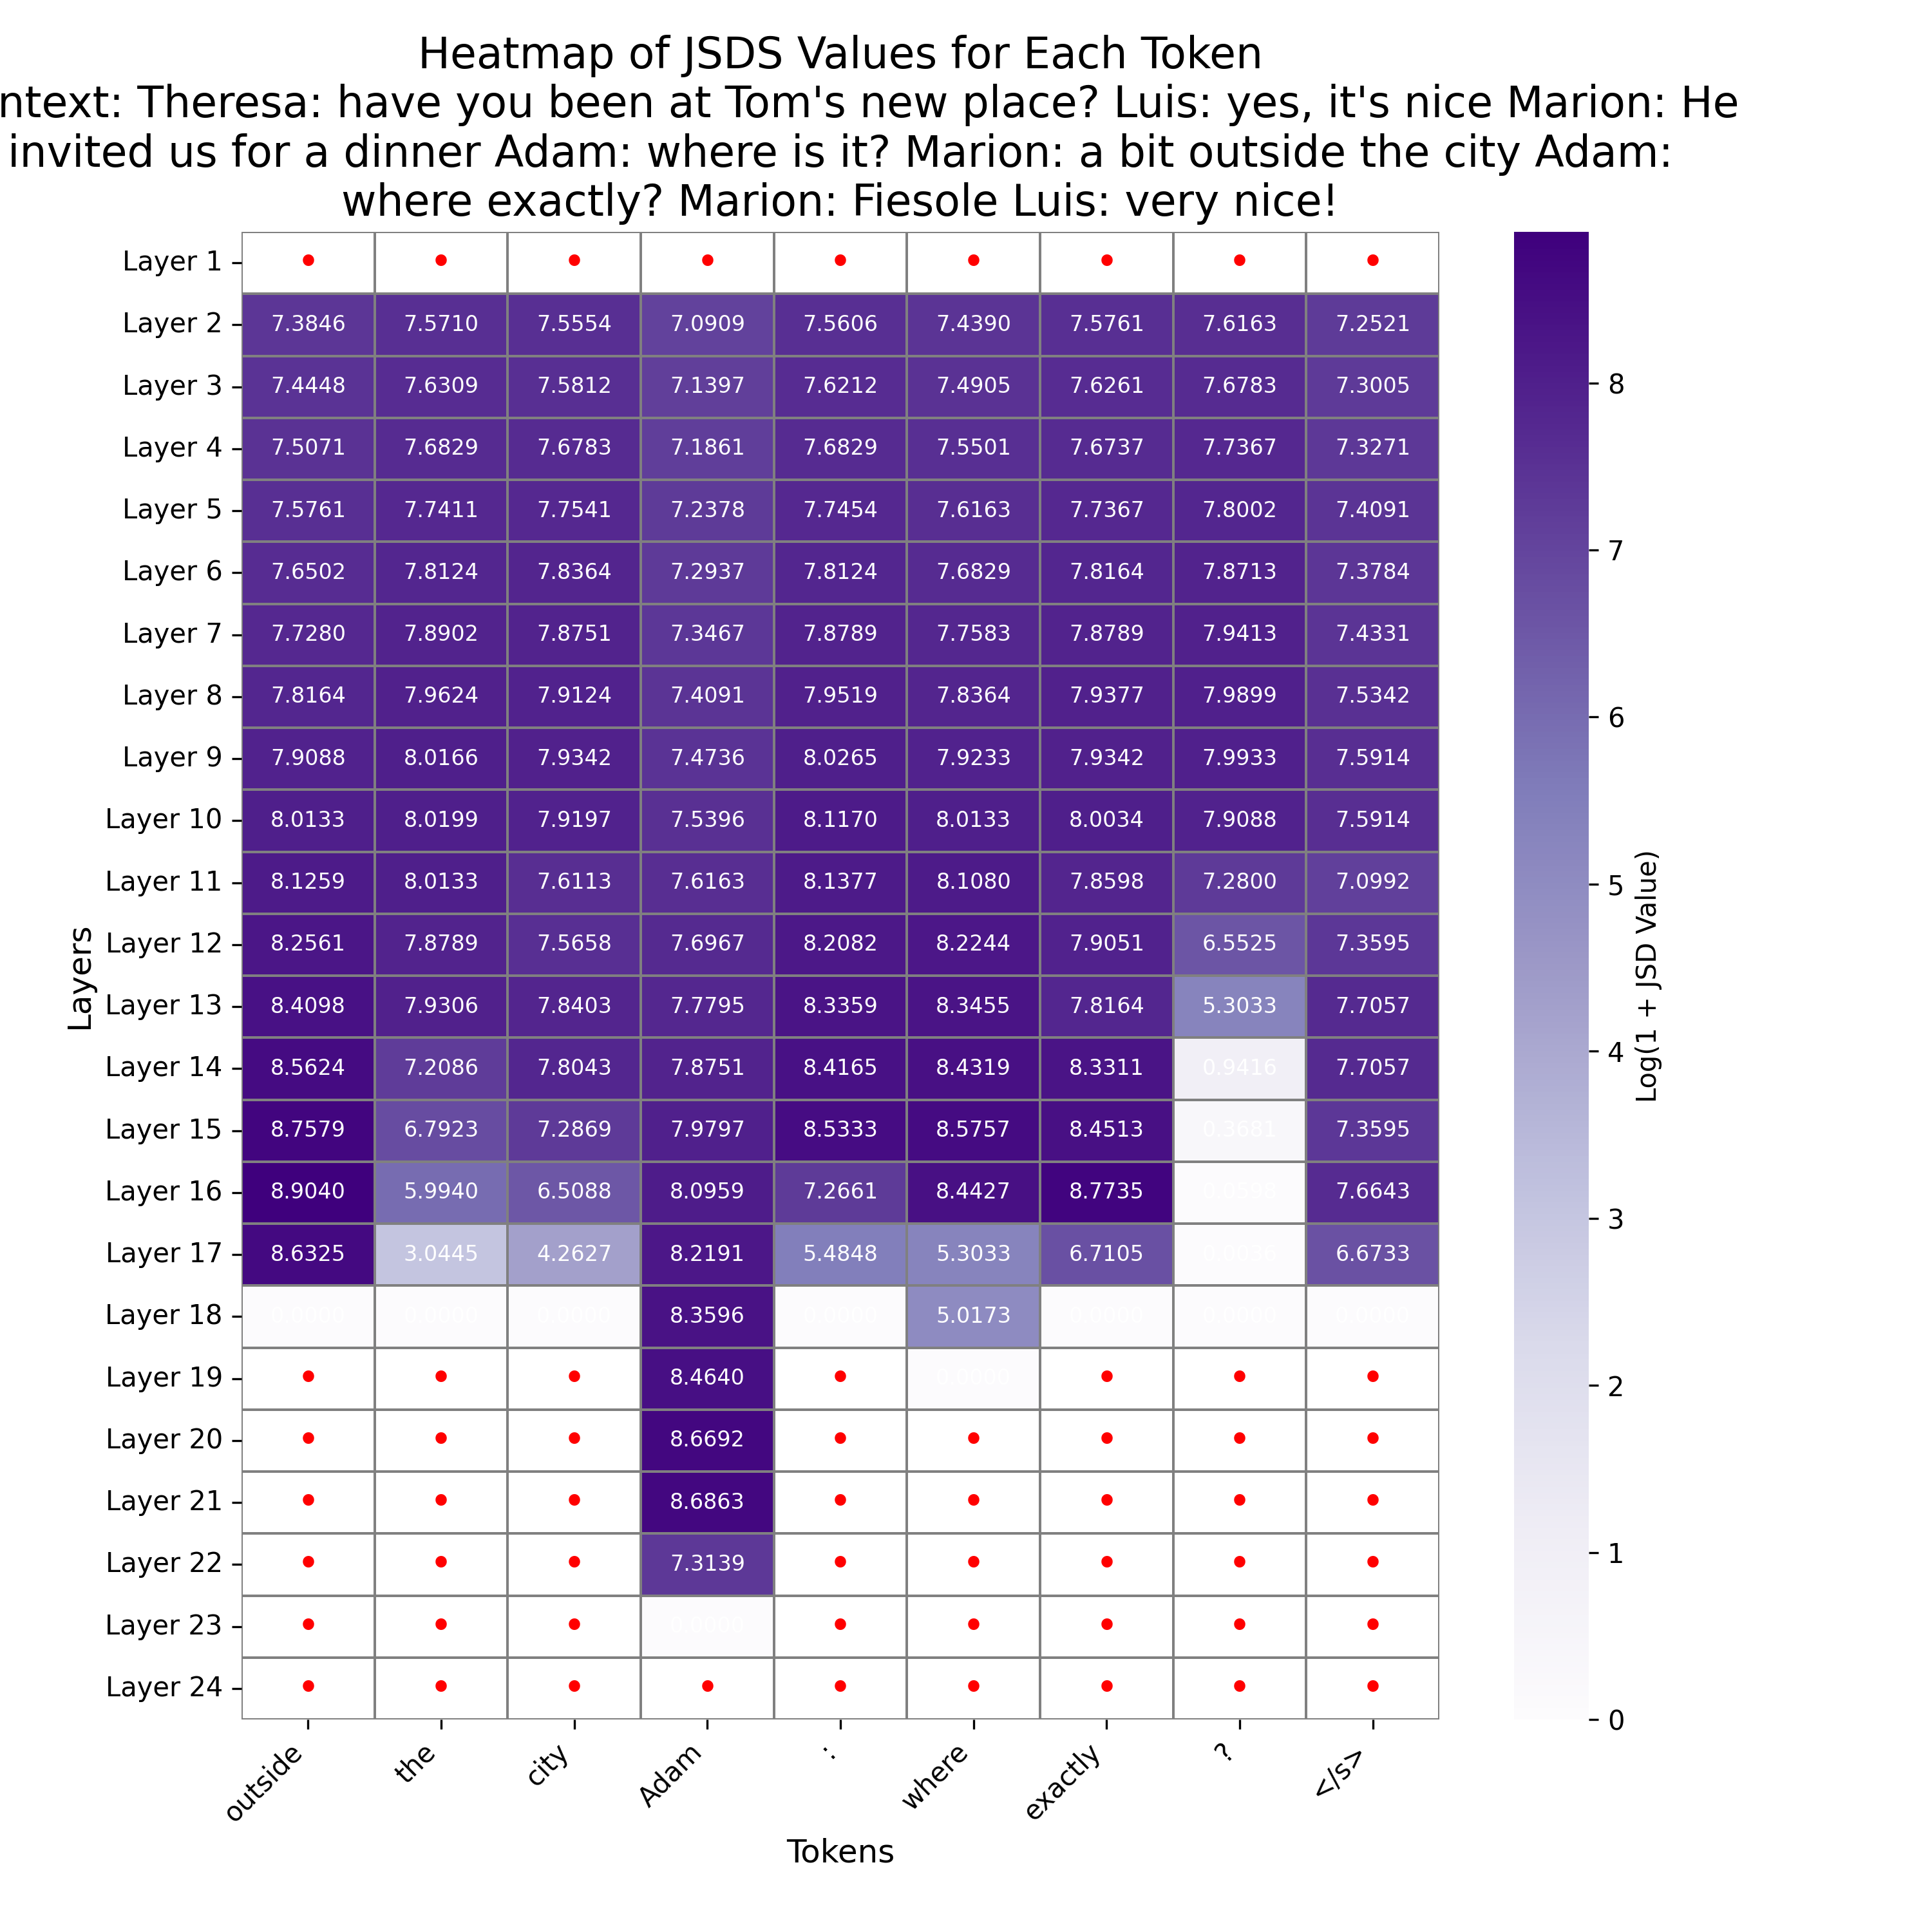 Heatmap of JSDS Values for Each Token
ntext: Theresa: have you been at Tom's new place? Luis: yes, it's nice Marion: He
invited us for a dinner Adam: where is it? Marion: a bit outside the city Adam:
where exactly? Marion: Fiesole Luis: very nice!
Layer 1
Layer 2 7.3846 7.5710 7.5554 7.0909 7.5606 7.4390 7.5761 7.6163 7.2521
Layer 3 7.4448 7.6309 7.5812 7.1397 7.6212 7.4905 7.6261 7.6783 7.3005
Layer 4 7.5071 7.6829 7.6783 7.1861 7.6829 7.5501 7.6737 7.7367 7.3271
Layer 5 7.5761 7.7411 7.7541 7.2378 7.7454 7.6163 7.7367 7.8002 7.4091
Layer 6 7.6502 7.8124 7.8364 7.2937 7.8124 7.6829 7.8164 7.8713 7.3784
Layer 7 7.7280 7.8902 7.8751 7.3467 7.8789 7.7583 7.8789 7.9413 7.4331
Layer 8 7.8164 7.9624 7.9124 7.4091 7.9519 7.8364 7.9377 7.9899 7.5342
Layer 9 7.9088 8.0166 7.9342 7.4736 8.0265 7.9233 7.9342 7.9933 7.5914
Layer 10 8.0133 8.0199 7.9197 7.5396 8.1170 8.0133 8.0034 7.9088 7.5914
Layer 11 8.1259 8.0133 7.6113 7.6163 8.1377 8.1080 7.8598 7.2800 7.0992
Layer 12 8.2561 7.8789 7.5658 7.6967 8.2082 8.2244 7.9051 6.5525 7.3595
Layer 13 8.4098 7.9306 7.8403 7.7795 8.3359 8.3455 7.8164 5.3033 7.7057
Layer 14 8.5624 7.2086 7.8043 7.8751 8.4165 8.4319 8.3311 0.9416 7.7057
Layer 15 8.7579 6.7923 7.2869 7.9797 8.5333 8.5757 8.4513 0.3681 7.3595
Layer 16 8.9040 5.9940 6.5088 8.0959 7.2661 8.4427 8.7735 7.6643
Layer 17 8.6325 3.0445 4.2627 8.2191 5.4848 5.3033 6.7105 6.6733
Layer 18 8.3596 5.0173
Layer 19 8.4640
Layer 20 8.6692
Layer 21 8.6863
Layer 22 7.3139
Layer 23
Layer 24
outside the city Adam : where exactly ? </s>
Tokens
Layers
8
7
6
5
4
3
2
1
0
Log(1 + JSD Value)